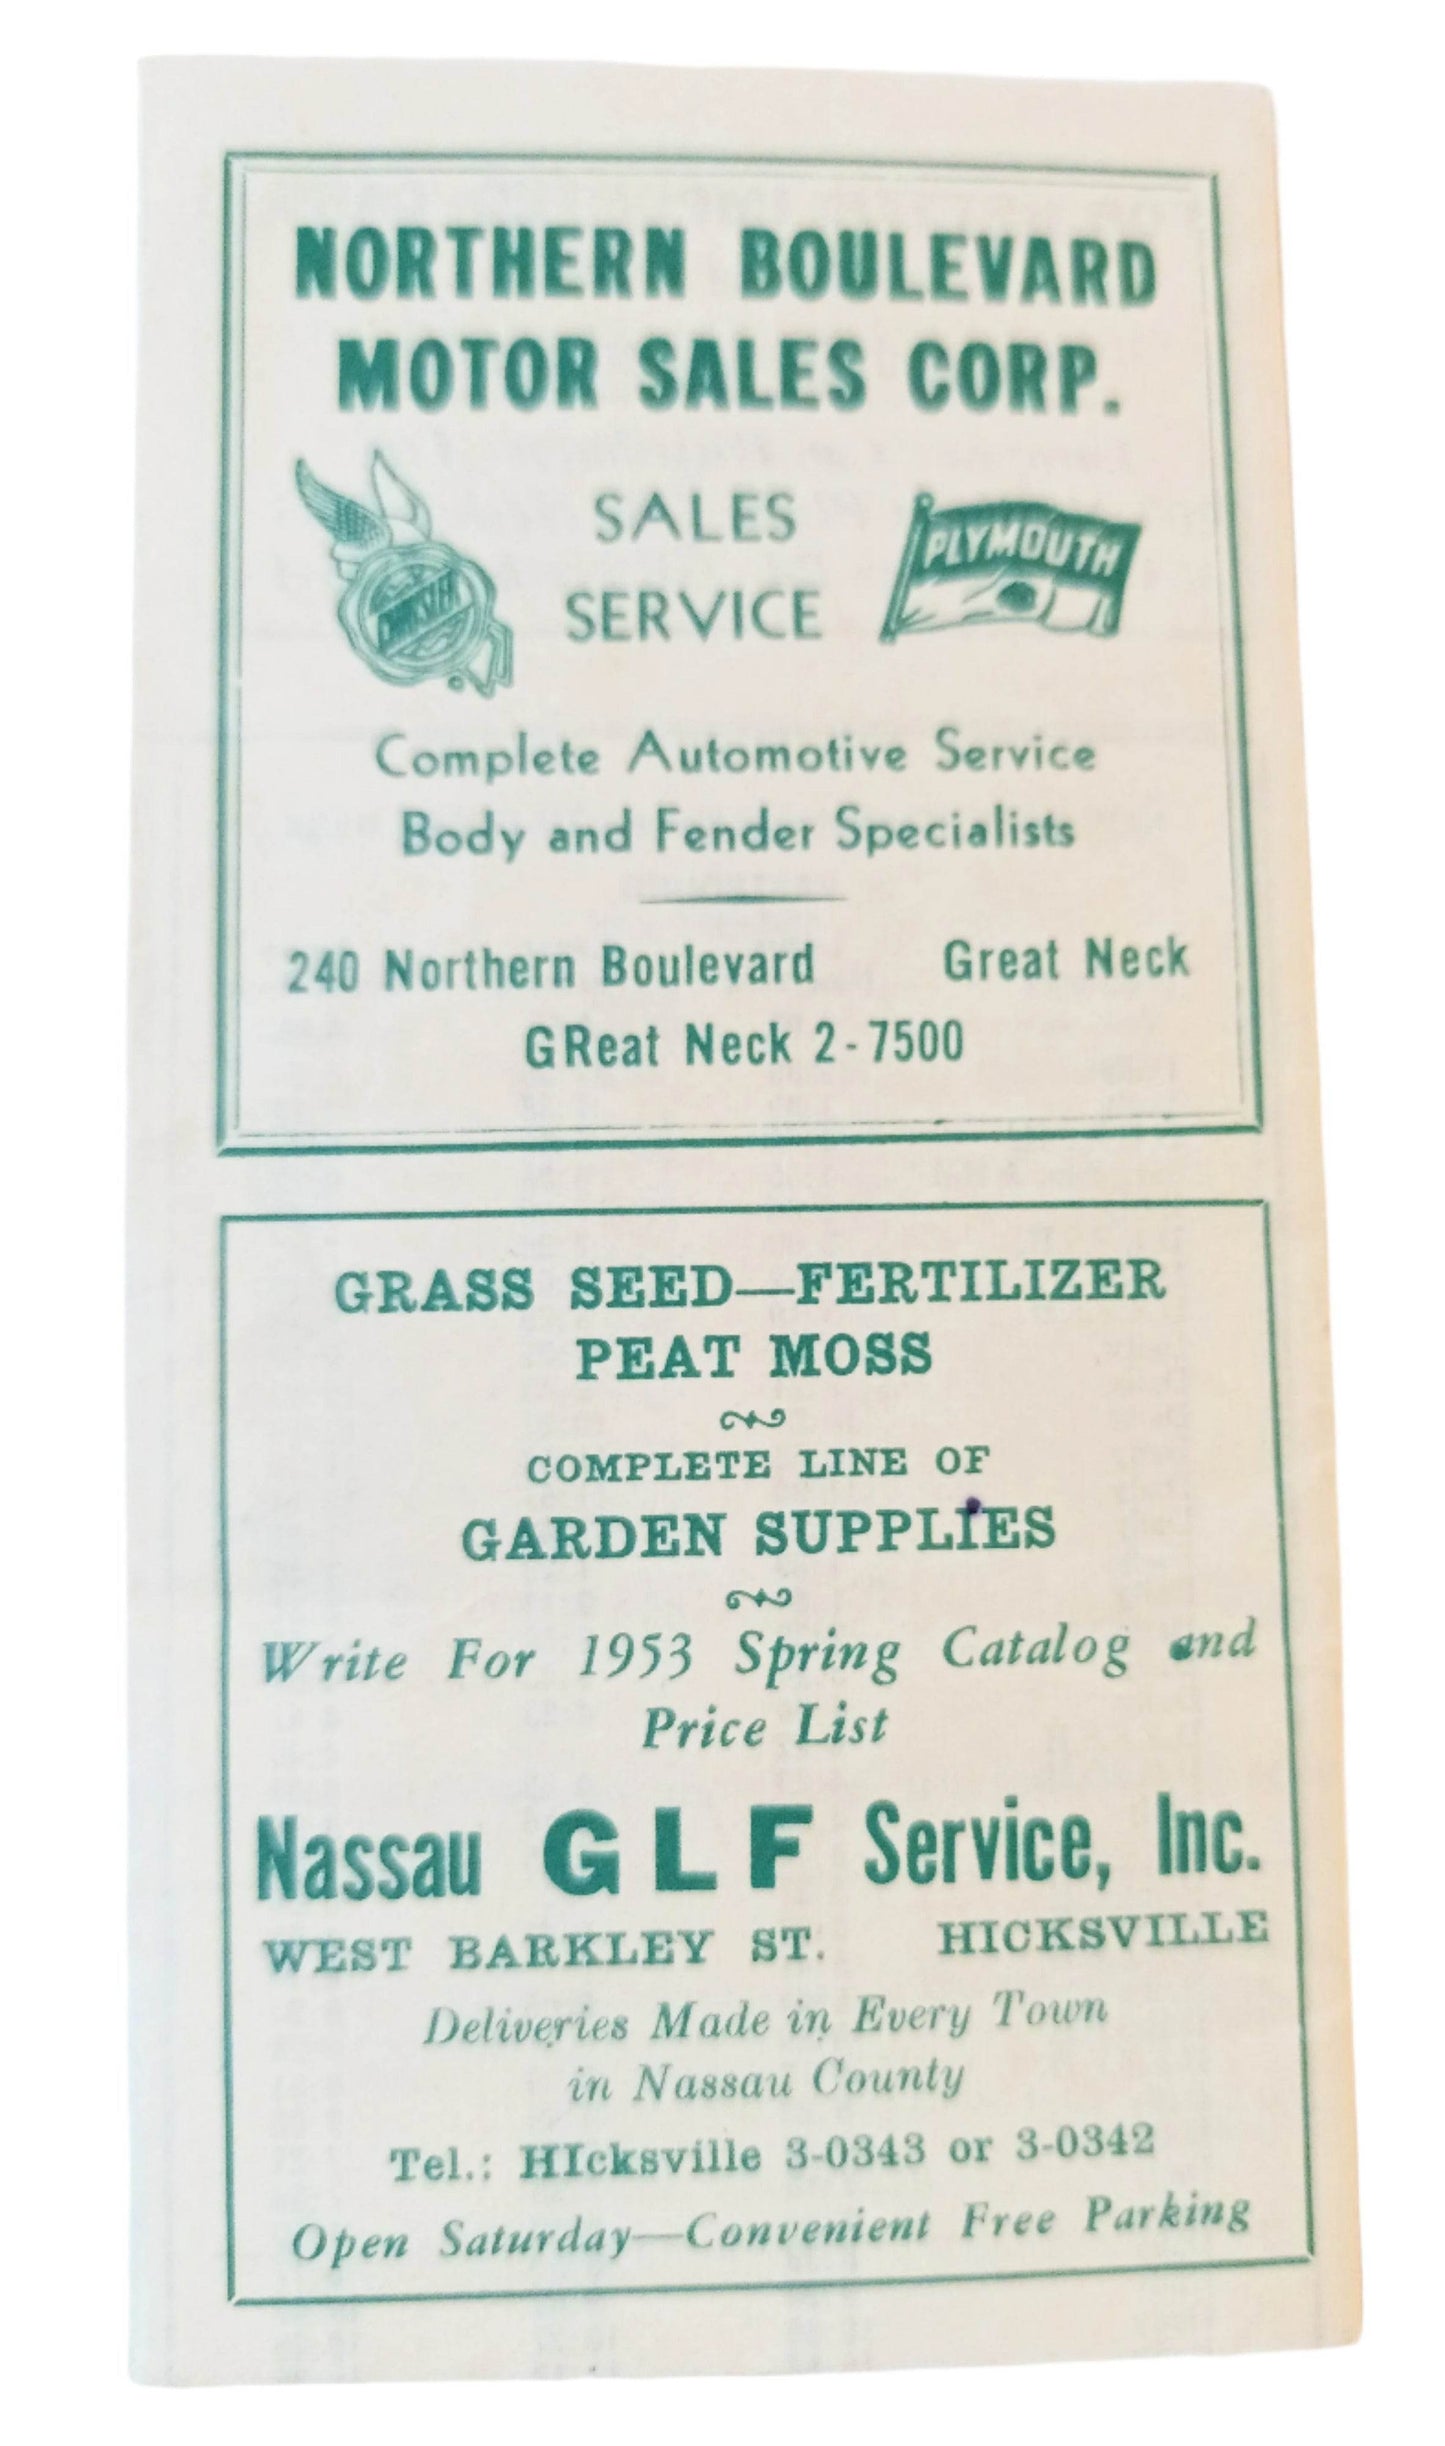 NORTHERN BOULEVARD
MOTOR SALES CORP.
CHRYSLER
SALES
SERVICE
PLYMOUTH
Complete Automotive Service
Body and Fender Specialists
240 Northern Boulevard Great Neck
GReat Neck 2-7500
GRASS SEED—FERTILIZER
PEAT MOSS
COMPLETE LINE OF
GARDEN SUPPLIES
Write For 1953 Spring Catalog and
Price List
Nassau GLF Service, Inc.
WEST BARKLEY ST. HICKSVILLE
Deliveries Made in Every Town
in Nassau County
Tel.: HIcksville 3-0343 or 3-0342
Open Saturday—Convenient Free Parking